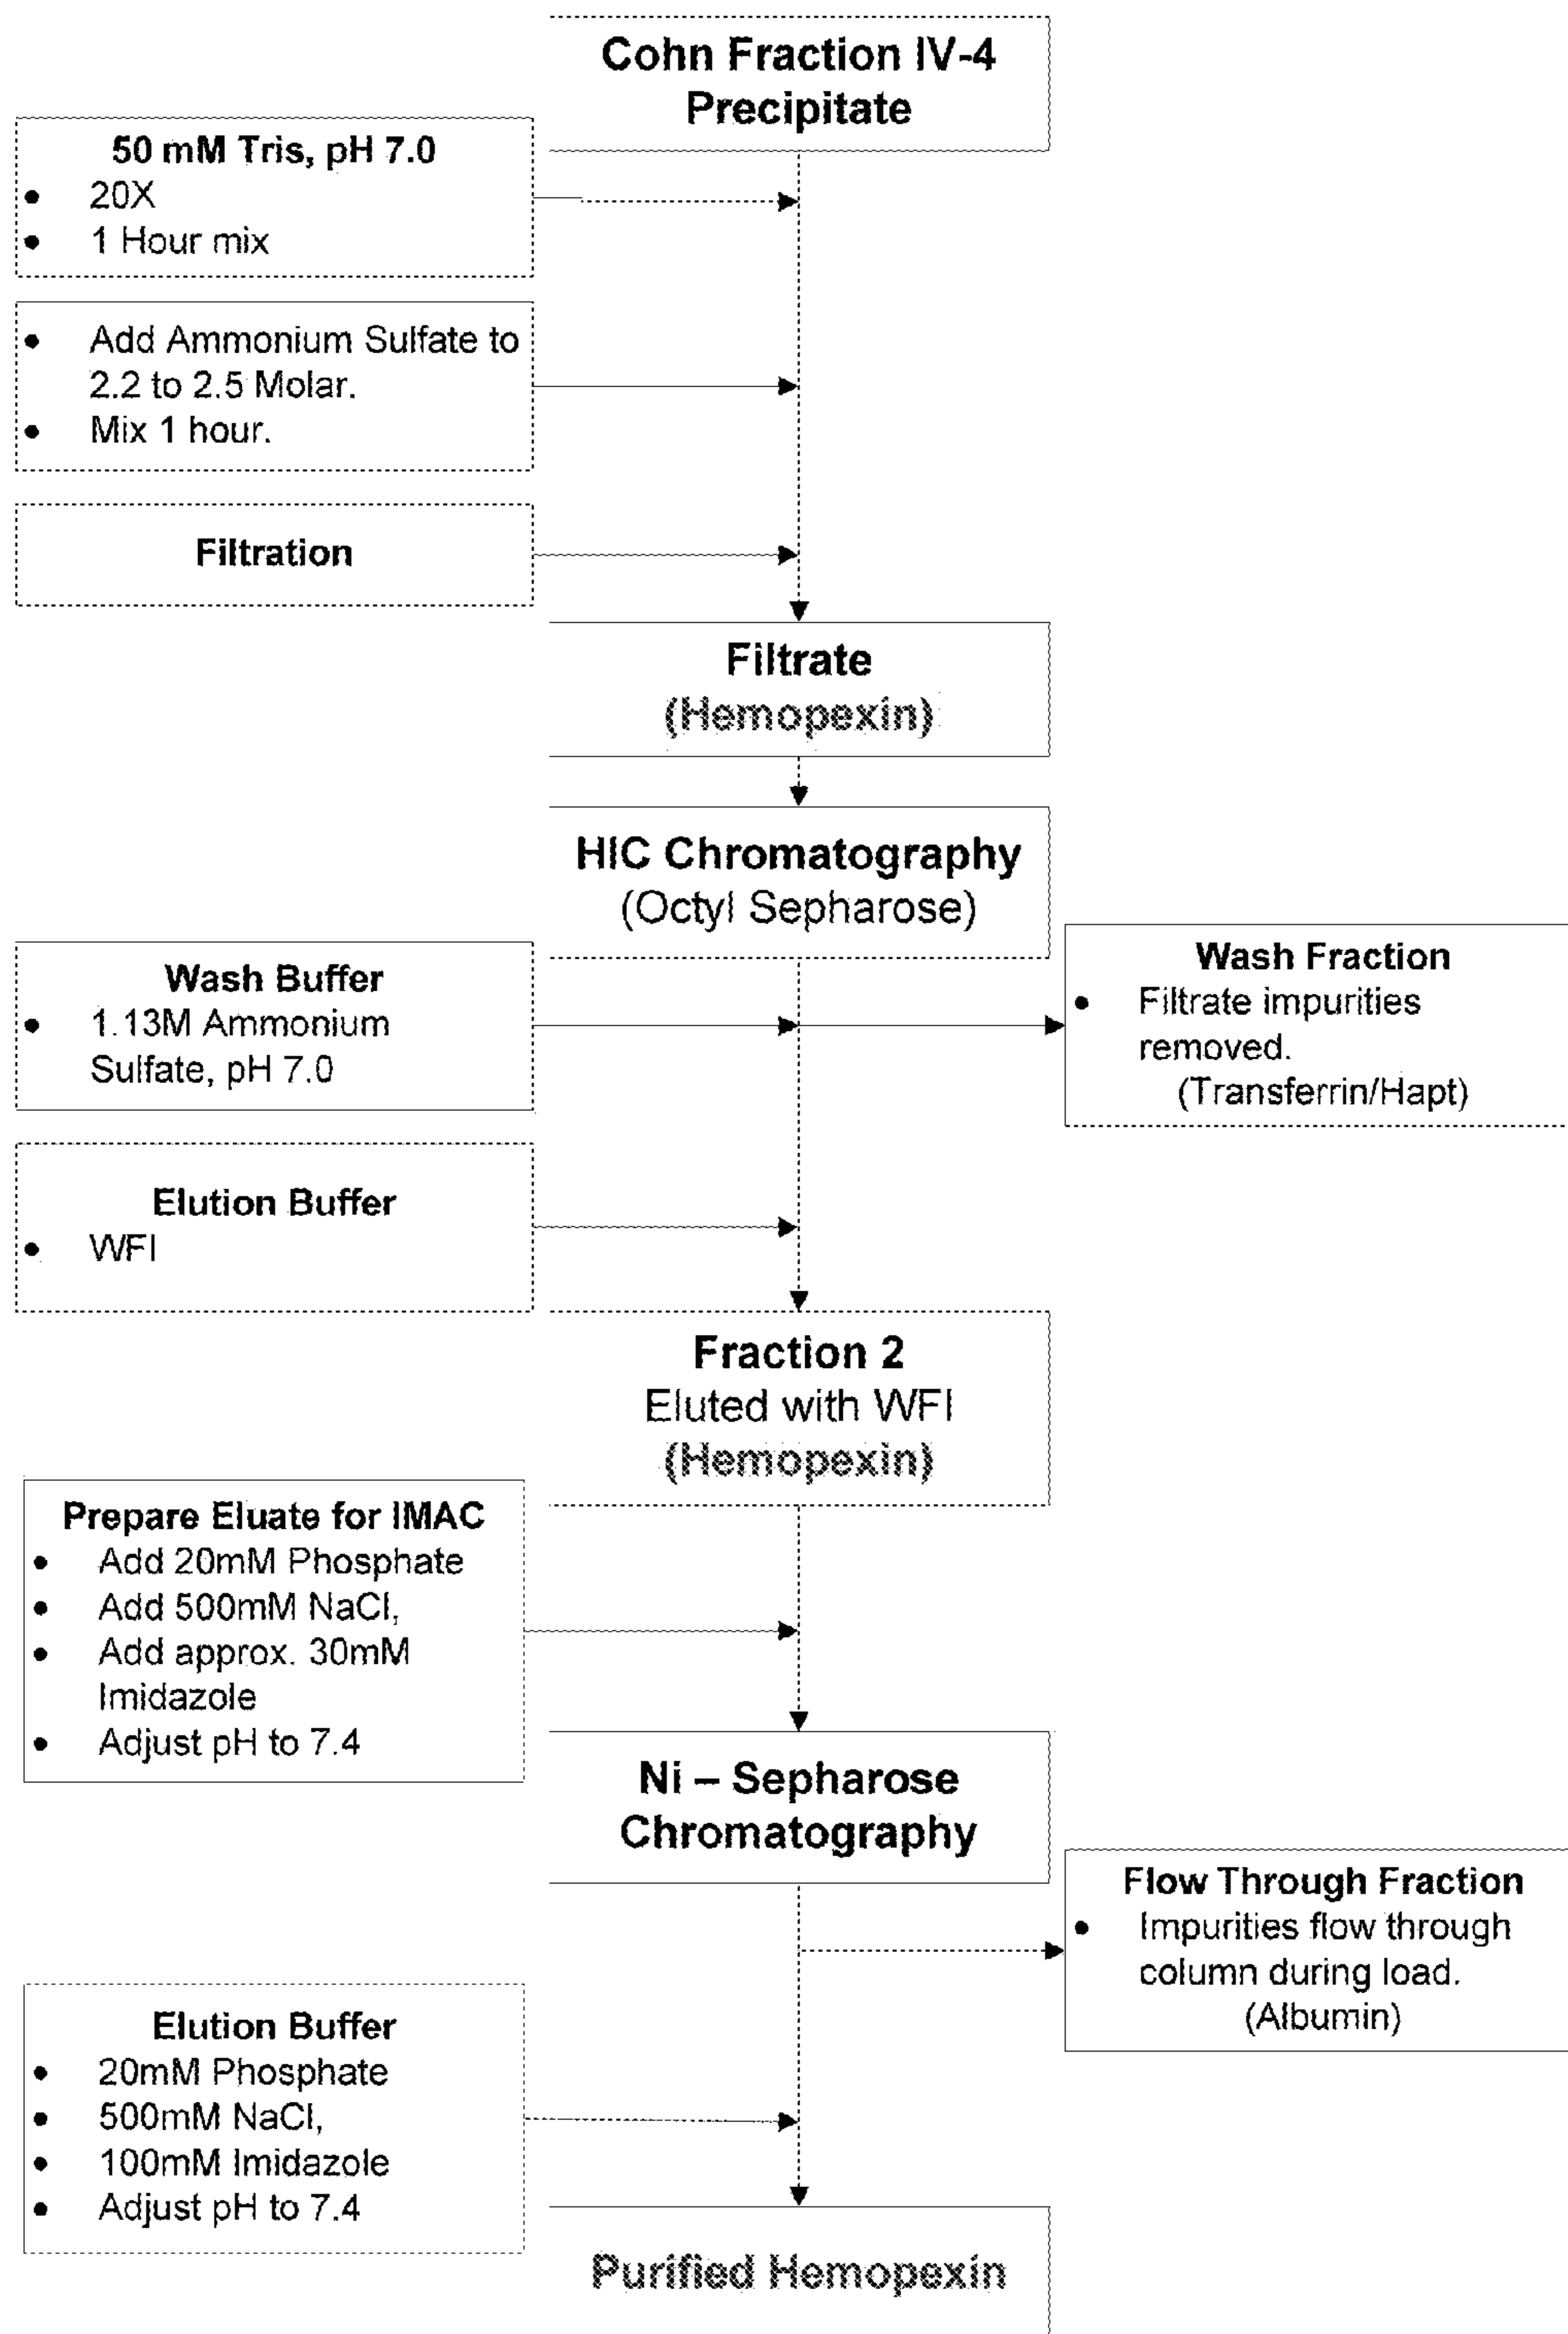 Cohn Fraction IV-4
Precipitate
50 mM Tris, pH 7.0
• 20X
• 1 Hour mix
• Add Ammonium Sulfate to
2.2 to 2.5 Molar.
• Mix 1 hour.
Filtration
Filtrate
(Hemopexin)
HIC Chromatography
(Octyl Sepharose)
Wash Buffer
• 1.13M Ammonium
Sulfate, pH 7.0
Wash Fraction
• Filtrate impurities
removed.
(Transferrin/Hapt)
Elution Buffer
• WFI
Fraction 2
Eluted with WFI
(Hemopexin)
Prepare Eluate for IMAC
• Add 20mM Phosphate
• Add 500mM NaCl,
• Add approx. 30mM
Imidazole
• Adjust pH to 7.4
Ni – Sepharose
Chromatography
Flow Through Fraction
• Impurities flow through
column during load.
(Albumin)
Elution Buffer
• 20mM Phosphate
• 500mM NaCl,
• 100mM Imidazole
• Adjust pH to 7.4
Purified Hemopexin